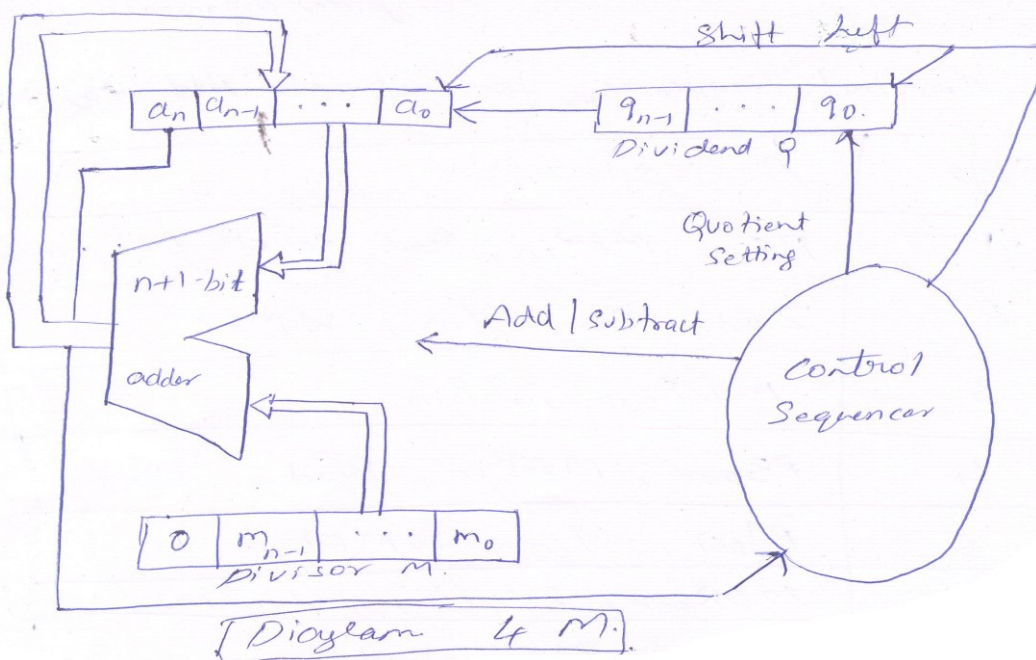 Shift Left
aₙ aₙ₋₁ ... a₀
qₙ₋₁ ... q₀.
Dividend Q
Quotient
Setting
n+1-bit
adder
Add / subtract
Control
Sequencer
0 mₙ₋₁ ... m₀
Divisor M.
[Diagram 4 M.]